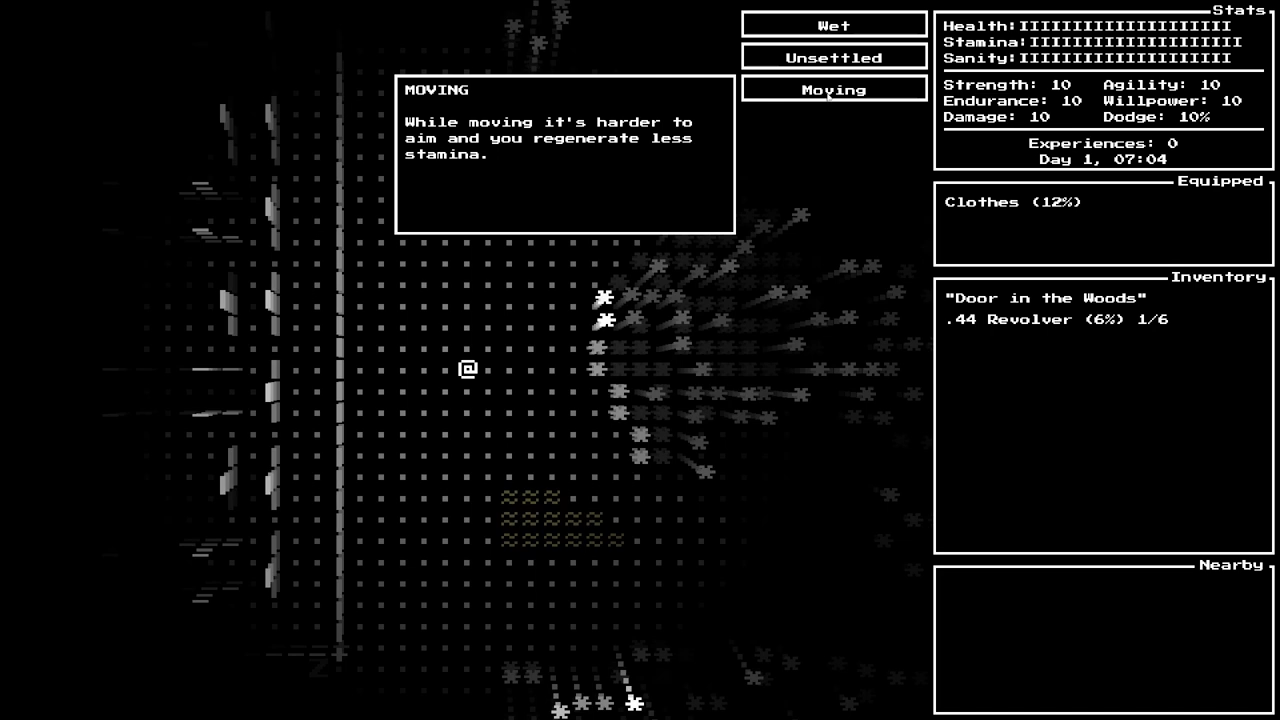 Wet
Unsettled
Moving
MOVING
While moving it's harder to
aim and you regenerate less
stamina.
@
Stats
Health:IIIIIIIIIIIIIIIIIIII
Stamina:IIIIIIIIIIIIIIIIIIII
Sanity:IIIIIIIIIIIIIIIIIIII
Strength: 10 Agility: 10
Endurance: 10 Willpower: 10
Damage: 10 Dodge: 10%
Experiences: 0
Day 1, 07:04
Equipped
Clothes (12%)
Inventory
"Door in the Woods"
.44 Revolver (6%) 1/6
Nearby